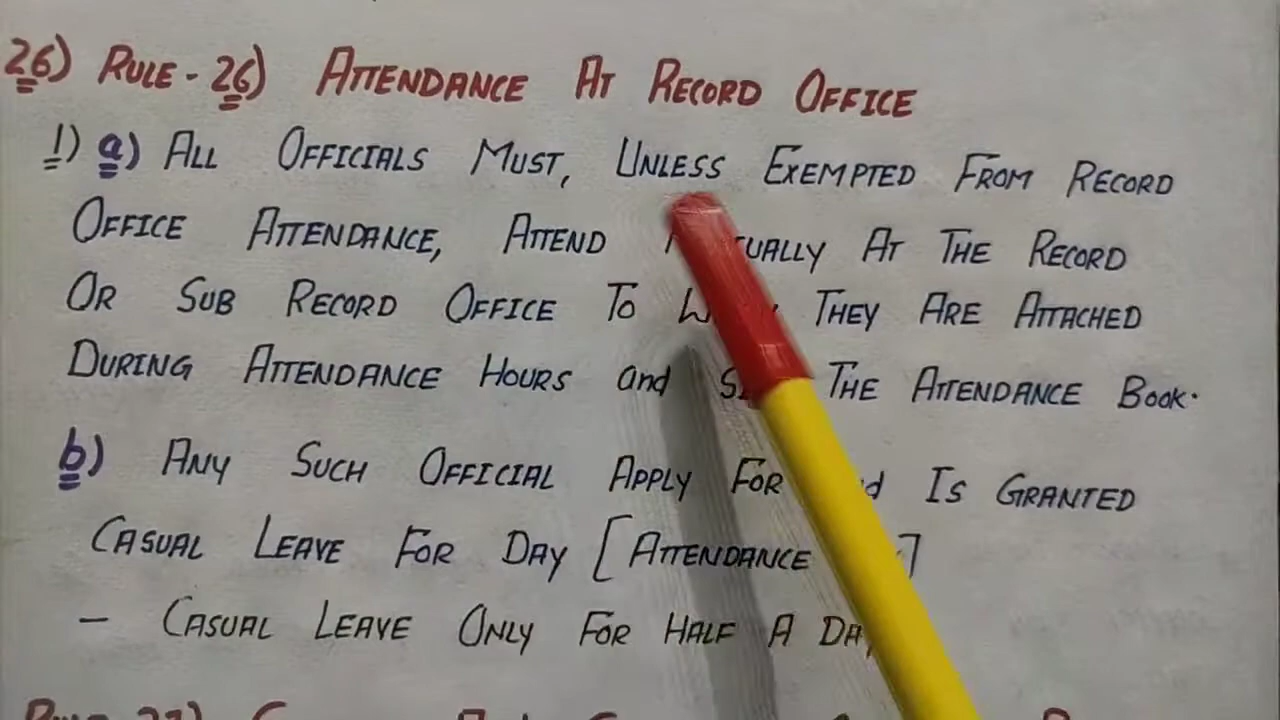 26) RULE - 26) ATTENDANCE AT RECORD OFFICE
1) a) ALL OFFICIALS MUST, UNLESS EXEMPTED FROM RECORD
OFFICE ATTENDANCE, ATTEND AT THE RECORD
OR SUB RECORD OFFICE TO THEY ARE ATTACHED
DURING ATTENDANCE HOURS and THE ATTENDANCE BOOK.
b) ANY SUCH OFFICIAL APPLY FOR IS GRANTED
CASUAL LEAVE FOR DAY [ATTENDANCE ]
- CASUAL LEAVE ONLY FOR HALF A DAY